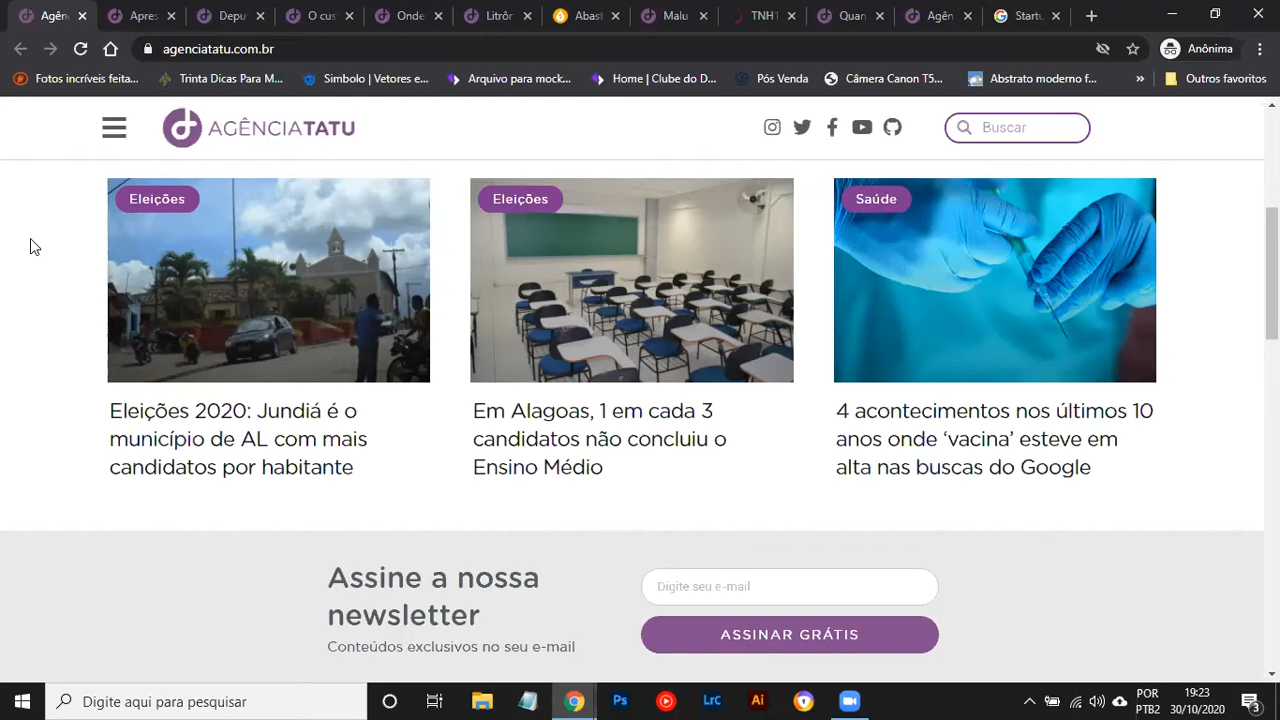 Agên
Apres
Depu
O cust
Onde
Litrôr
Abast
Malu
TNH1
Quan
Agên
Startu
agenciatatu.com.br
Anônima
Fotos incríveis feita...
Trinta Dicas Para M...
Simbolo | Vetores e...
Arquivo para mock...
Home | Clube do D...
Pós Venda
Câmera Canon T5...
Abstrato moderno f...
»
Outros favoritos
AGÊNCIATATU
Buscar
Eleições
Eleições
Saúde
Eleições 2020: Jundiá é o
município de AL com mais
candidatos por habitante
Em Alagoas, 1 em cada 3
candidatos não concluiu o
Ensino Médio
4 acontecimentos nos últimos 10
anos onde ‘vacina’ esteve em
alta nas buscas do Google
Assine a nossa
newsletter
Conteúdos exclusivos no seu e-mail
Digite seu e-mail
ASSINAR GRÁTIS
Digite aqui para pesquisar
Ps
LrC
Ai
POR
PTB2
19:23
30/10/2020
3